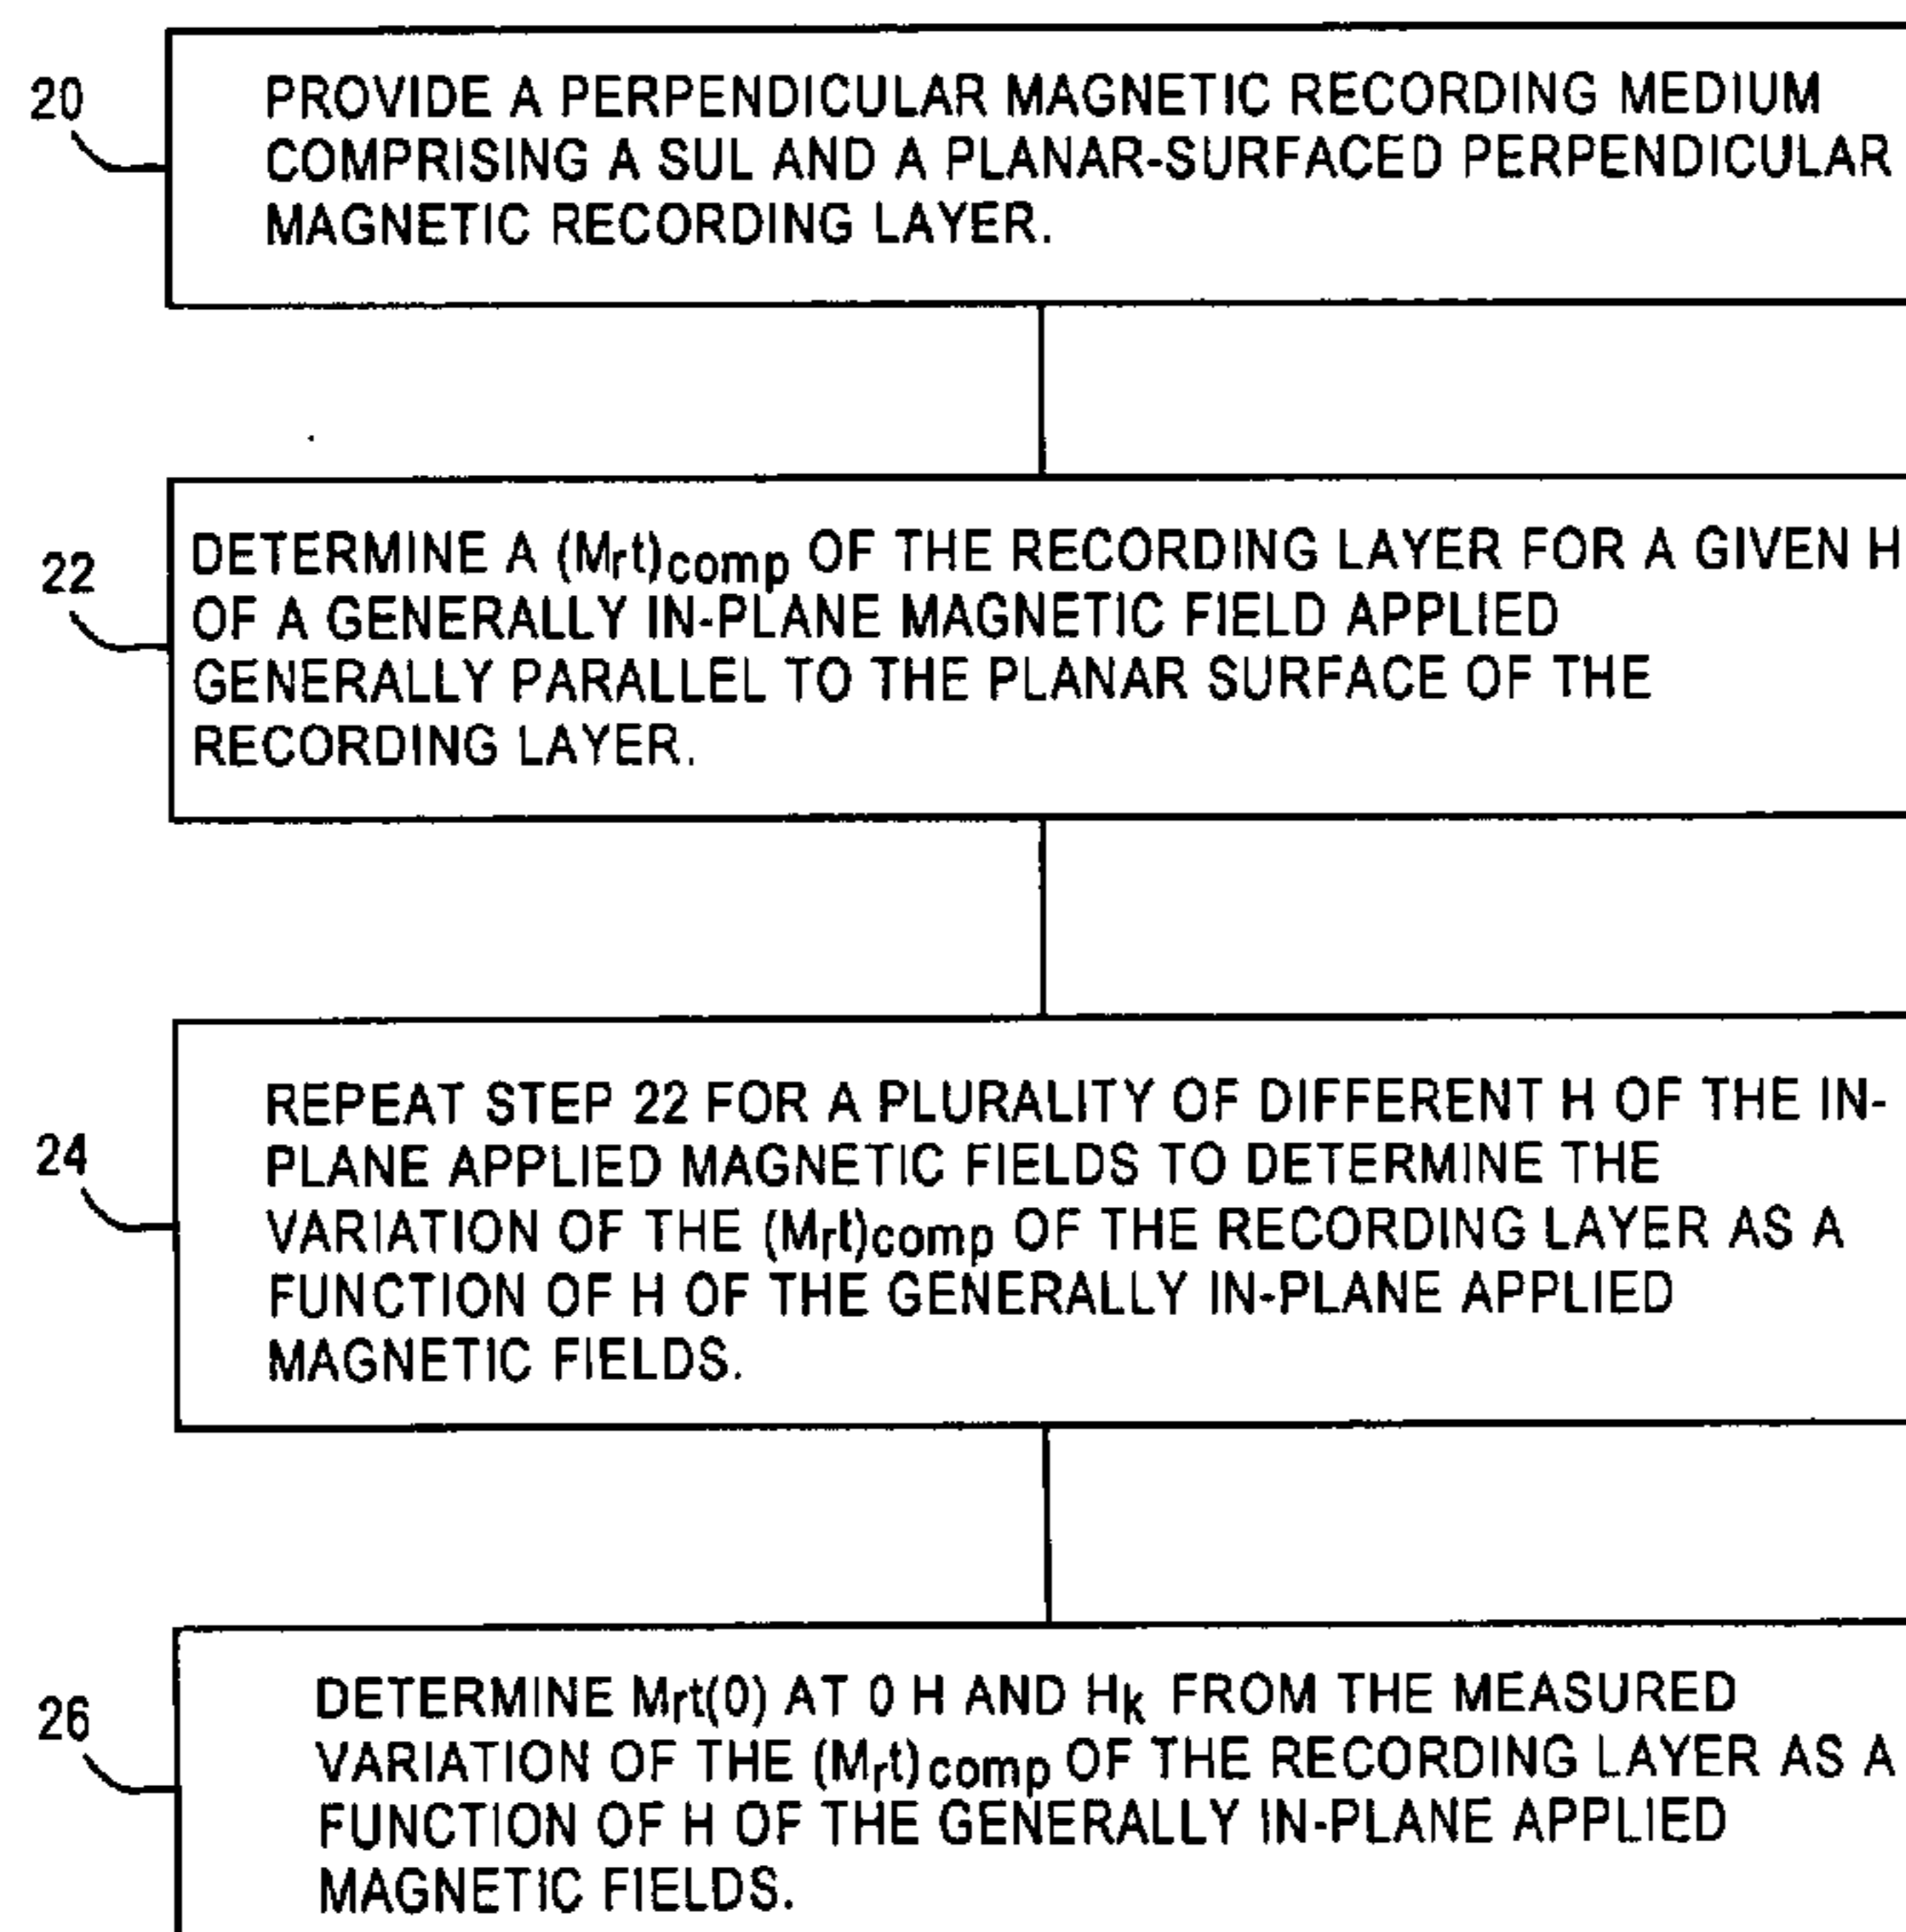 20
PROVIDE A PERPENDICULAR MAGNETIC RECORDING MEDIUM
COMPRISING A SUL AND A PLANAR-SURFACED PERPENDICULAR
MAGNETIC RECORDING LAYER.
22
DETERMINE A (Mrt)comp OF THE RECORDING LAYER FOR A GIVEN H
OF A GENERALLY IN-PLANE MAGNETIC FIELD APPLIED
GENERALLY PARALLEL TO THE PLANAR SURFACE OF THE
RECORDING LAYER.
24
REPEAT STEP 22 FOR A PLURALITY OF DIFFERENT H OF THE IN-
PLANE APPLIED MAGNETIC FIELDS TO DETERMINE THE
VARIATION OF THE (Mrt)comp OF THE RECORDING LAYER AS A
FUNCTION OF H OF THE GENERALLY IN-PLANE APPLIED
MAGNETIC FIELDS.
26
DETERMINE Mrt(0) AT 0 H AND Hk FROM THE MEASURED
VARIATION OF THE (Mrt)comp OF THE RECORDING LAYER AS A
FUNCTION OF H OF THE GENERALLY IN-PLANE APPLIED
MAGNETIC FIELDS.